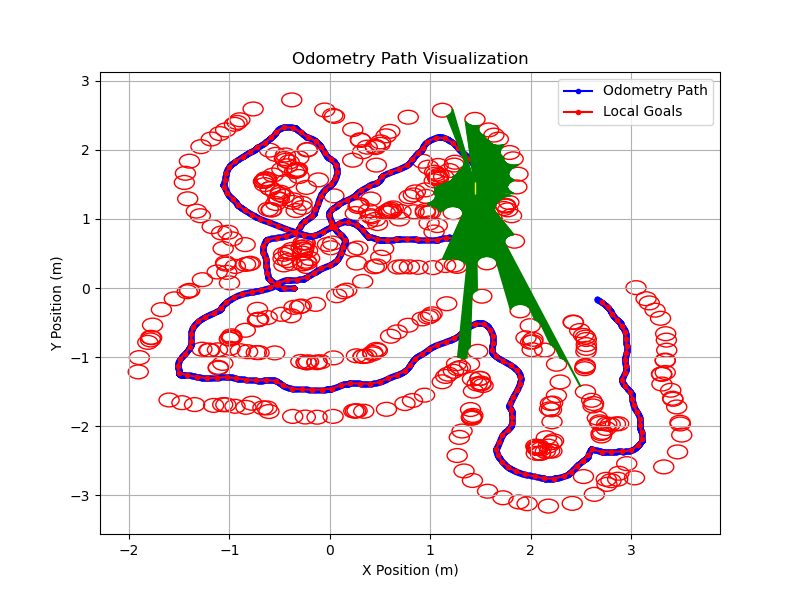 Odometry Path Visualization
Odometry Path
Local Goals
3
2
1
0
−1
−2
−3
Y Position (m)
−2
−1
0
1
2
3
X Position (m)